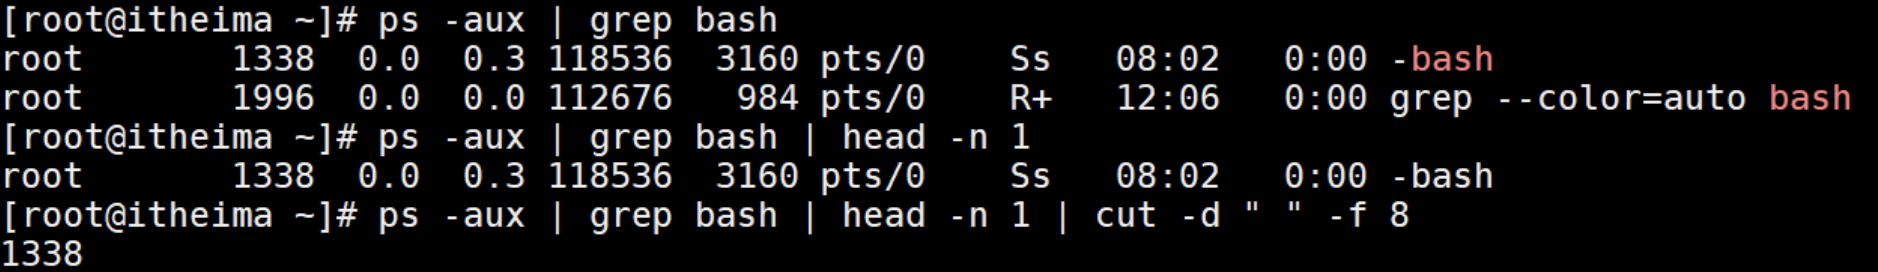 [root@itheima ~]# ps -aux | grep bash
root       1338  0.0  0.3 118536  3160 pts/0    Ss   08:02   0:00 -bash
root       1996  0.0  0.0 112676   984 pts/0    R+   12:06   0:00 grep --color=auto bash
[root@itheima ~]# ps -aux | grep bash | head -n 1
root       1338  0.0  0.3 118536  3160 pts/0    Ss   08:02   0:00 -bash
[root@itheima ~]# ps -aux | grep bash | head -n 1 | cut -d " " -f 8
1338